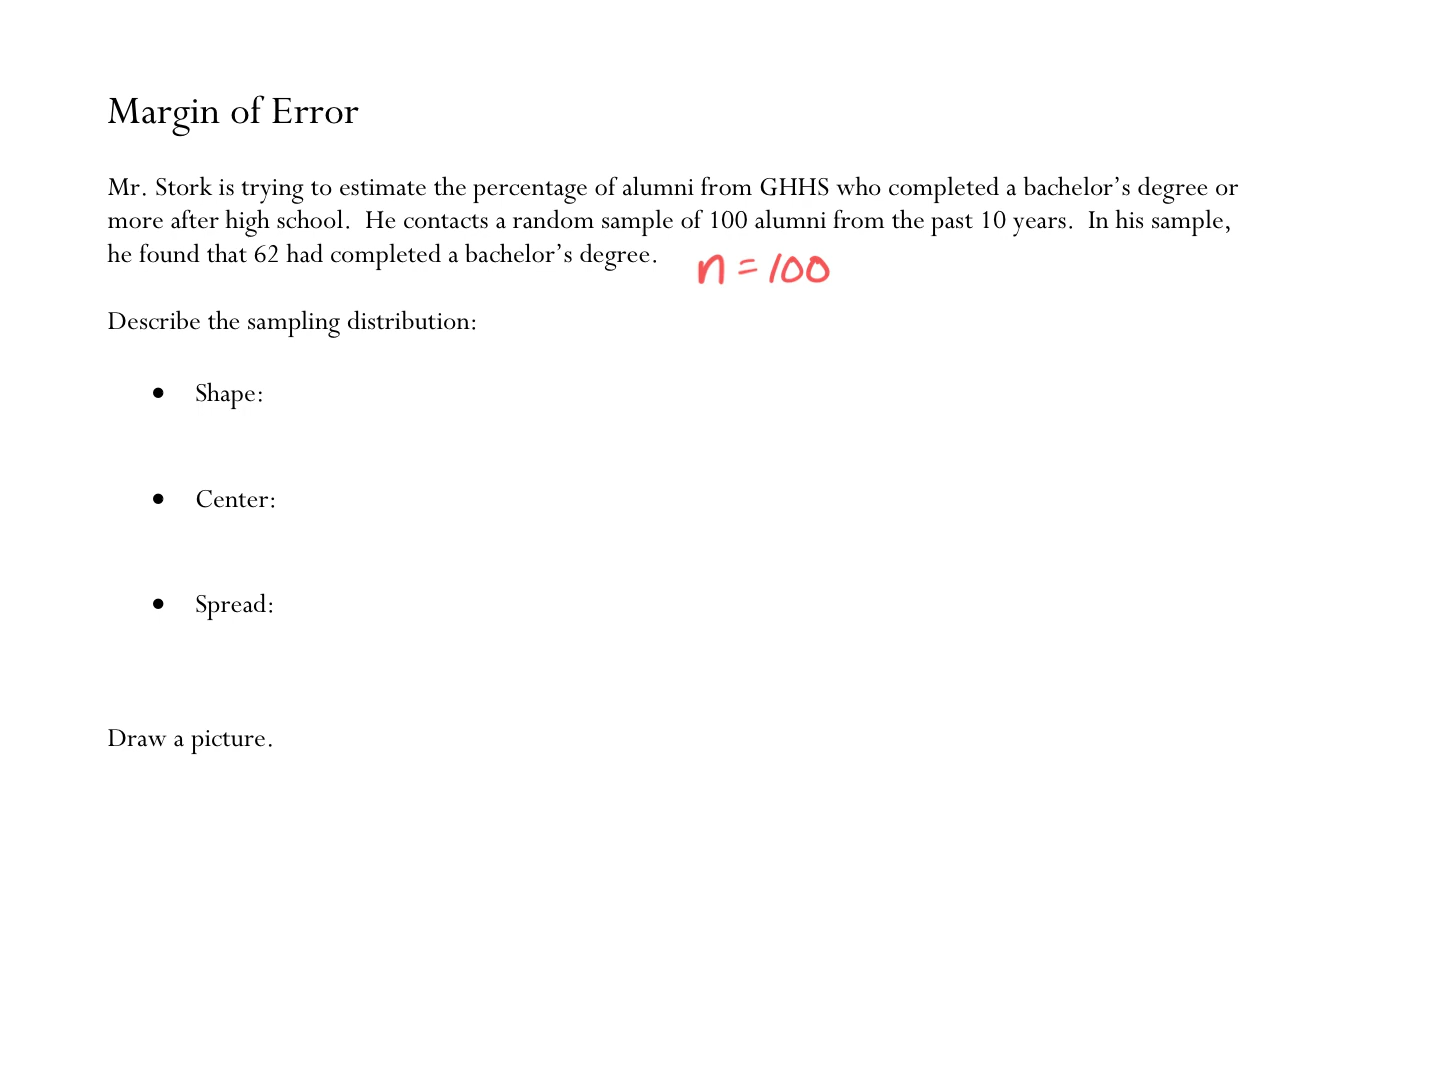 Margin of Error
Mr. Stork is trying to estimate the percentage of alumni from GHHS who completed a bachelor’s degree or
more after high school.  He contacts a random sample of 100 alumni from the past 10 years.  In his sample,
he found that 62 had completed a bachelor’s degree.
n = 100
Describe the sampling distribution:
• Shape:
• Center:
• Spread:
Draw a picture.